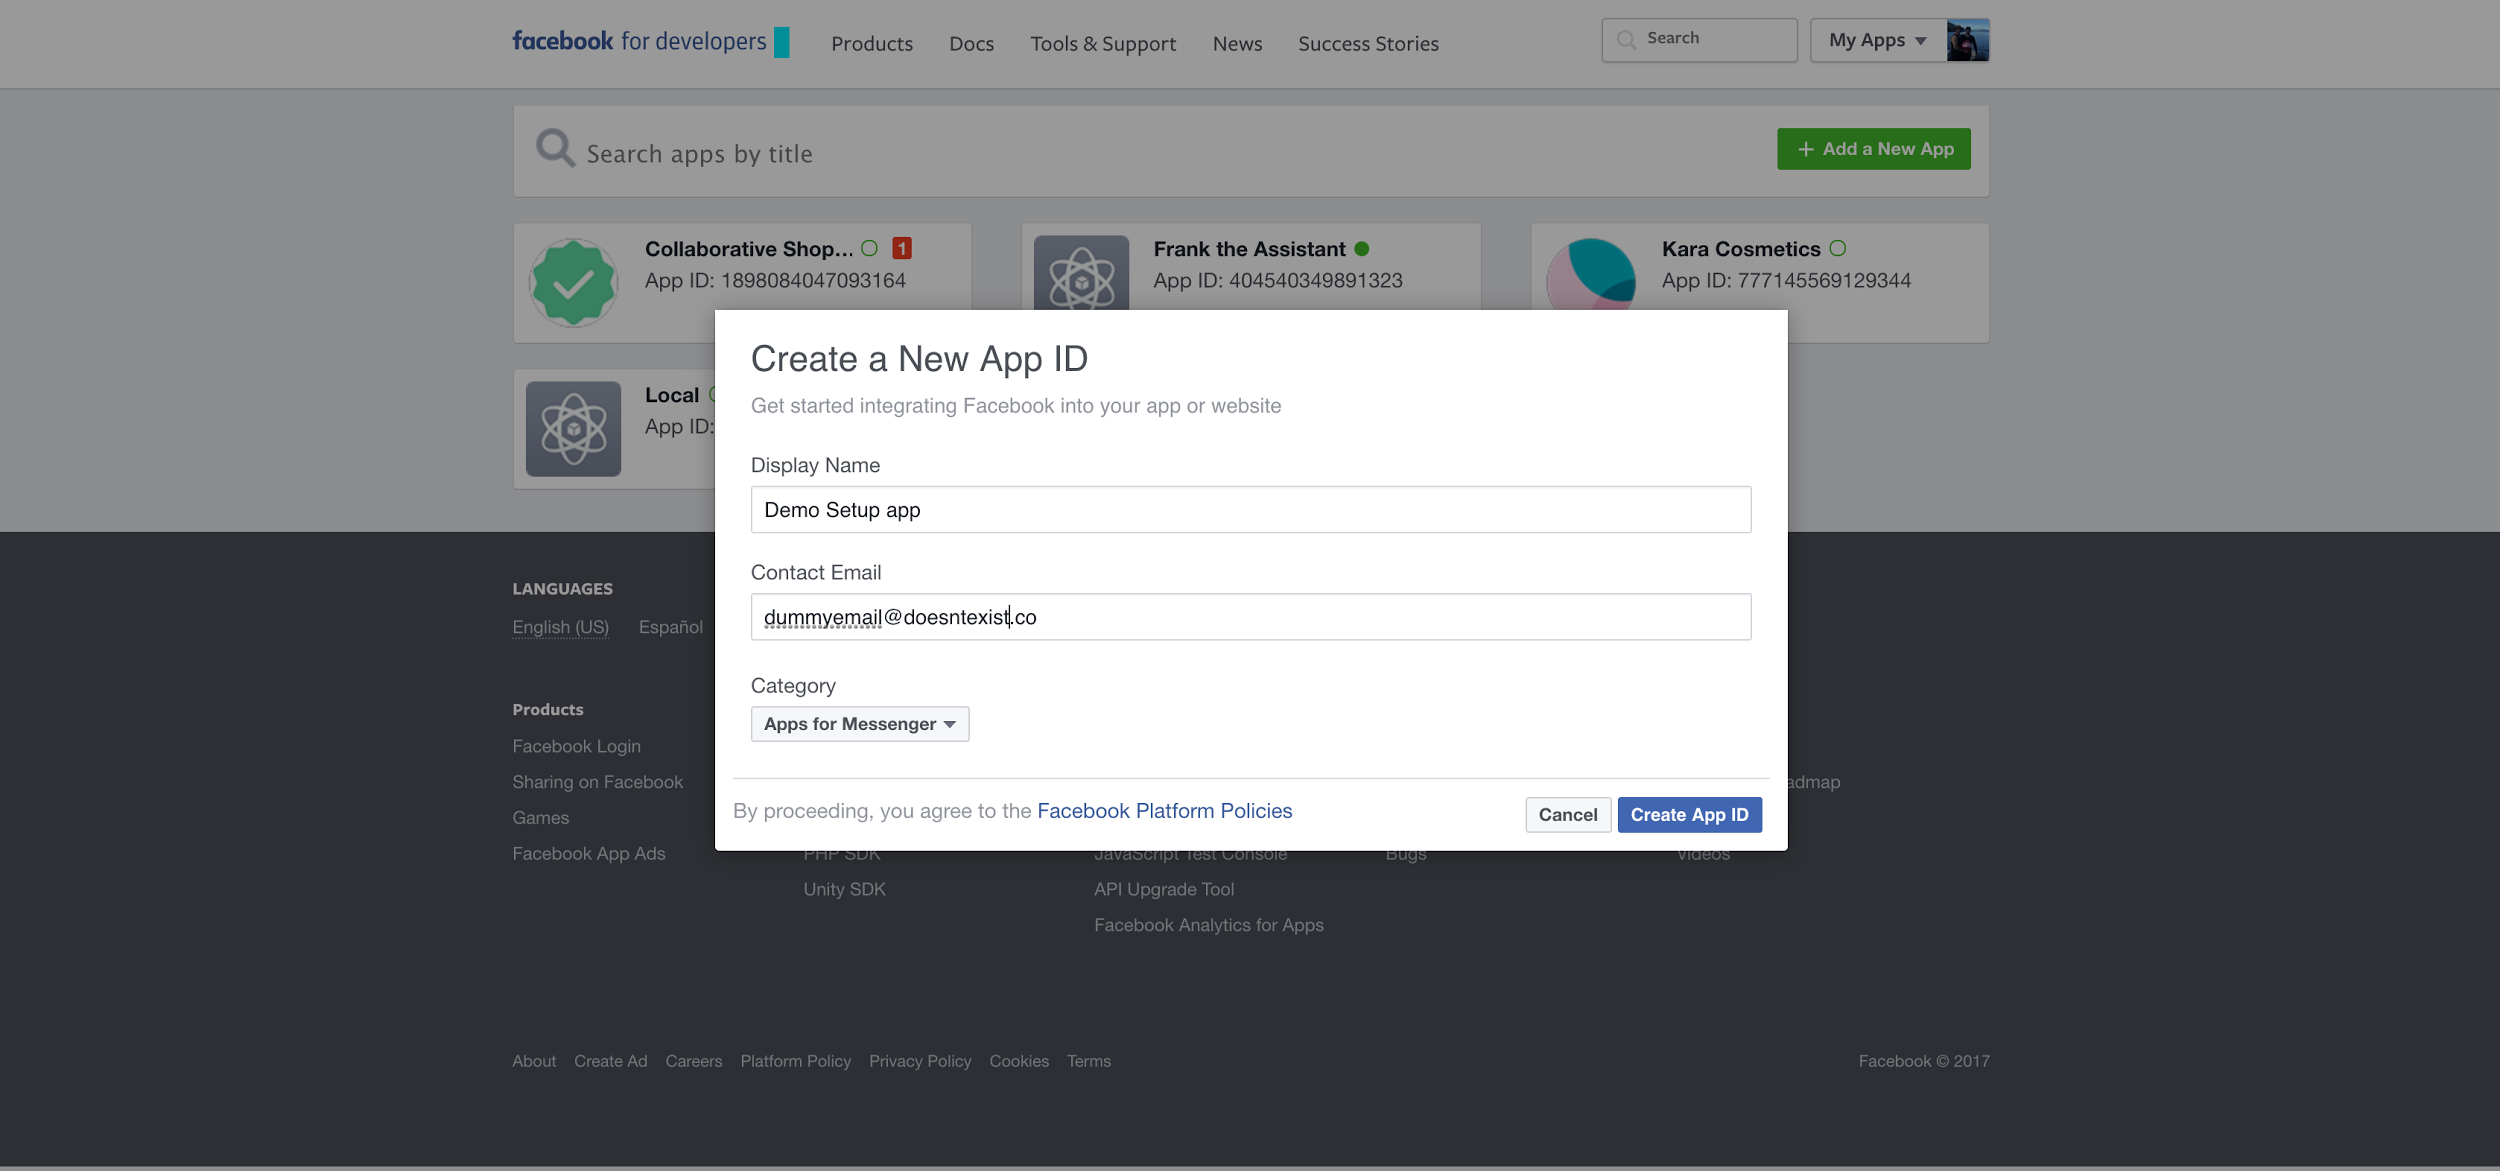 facebook for developers
Products Docs Tools & Support News Success Stories
Search
My Apps
Search apps by title
+ Add a New App
Collaborative Shop... 1
App ID: 1898084047093164
Frank the Assistant
App ID: 404540349891323
Kara Cosmetics
App ID: 777145569129344
Local
App ID:
Create a New App ID
Get started integrating Facebook into your app or website
Display Name
Demo Setup app
Contact Email
dummyemail@doesntexist.co
Category
Apps for Messenger
By proceeding, you agree to the Facebook Platform Policies
Cancel Create App ID
LANGUAGES
English (US) Español
Products
Facebook Login
Sharing on Facebook
Games
Facebook App Ads
PHP SDK
Unity SDK
JavaScript Test Console
API Upgrade Tool
Facebook Analytics for Apps
Bugs
admap
Videos
About Create Ad Careers Platform Policy Privacy Policy Cookies Terms
Facebook © 2017